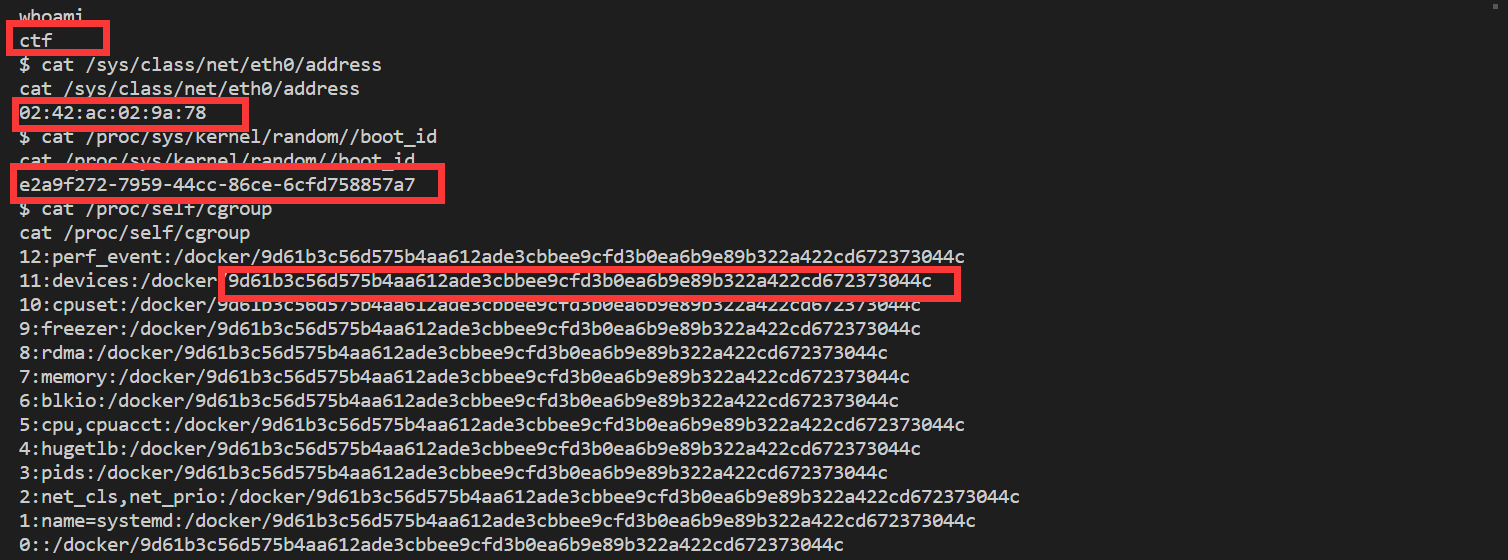 whoami
ctf
$ cat /sys/class/net/eth0/address
cat /sys/class/net/eth0/address
02:42:ac:02:9a:78
$ cat /proc/sys/kernel/random//boot_id
cat /proc/sys/kernel/random//boot_id
e2a9f272-7959-44cc-86ce-6cfd758857a7
$ cat /proc/self/cgroup
cat /proc/self/cgroup
12:perf_event:/docker/9d61b3c56d575b4aa612ade3cbbee9cfd3b0ea6b9e89b322a422cd672373044c
11:devices:/docker/9d61b3c56d575b4aa612ade3cbbee9cfd3b0ea6b9e89b322a422cd672373044c
10:cpuset:/docker/9d61b3c56d575b4aa612ade3cbbee9cfd3b0ea6b9e89b322a422cd672373044c
9:freezer:/docker/9d61b3c56d575b4aa612ade3cbbee9cfd3b0ea6b9e89b322a422cd672373044c
8:rdma:/docker/9d61b3c56d575b4aa612ade3cbbee9cfd3b0ea6b9e89b322a422cd672373044c
7:memory:/docker/9d61b3c56d575b4aa612ade3cbbee9cfd3b0ea6b9e89b322a422cd672373044c
6:blkio:/docker/9d61b3c56d575b4aa612ade3cbbee9cfd3b0ea6b9e89b322a422cd672373044c
5:cpu,cpuacct:/docker/9d61b3c56d575b4aa612ade3cbbee9cfd3b0ea6b9e89b322a422cd672373044c
4:hugetlb:/docker/9d61b3c56d575b4aa612ade3cbbee9cfd3b0ea6b9e89b322a422cd672373044c
3:pids:/docker/9d61b3c56d575b4aa612ade3cbbee9cfd3b0ea6b9e89b322a422cd672373044c
2:net_cls,net_prio:/docker/9d61b3c56d575b4aa612ade3cbbee9cfd3b0ea6b9e89b322a422cd672373044c
1:name=systemd:/docker/9d61b3c56d575b4aa612ade3cbbee9cfd3b0ea6b9e89b322a422cd672373044c
0::/docker/9d61b3c56d575b4aa612ade3cbbee9cfd3b0ea6b9e89b322a422cd672373044c